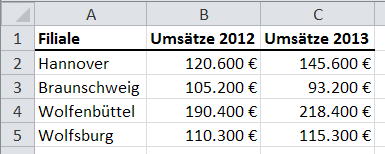 A B C
1 Filiale Umsätze 2012 Umsätze 2013
2 Hannover 120.600 € 145.600 €
3 Braunschweig 105.200 € 93.200 €
4 Wolfenbüttel 190.400 € 218.400 €
5 Wolfsburg 110.300 € 115.300 €